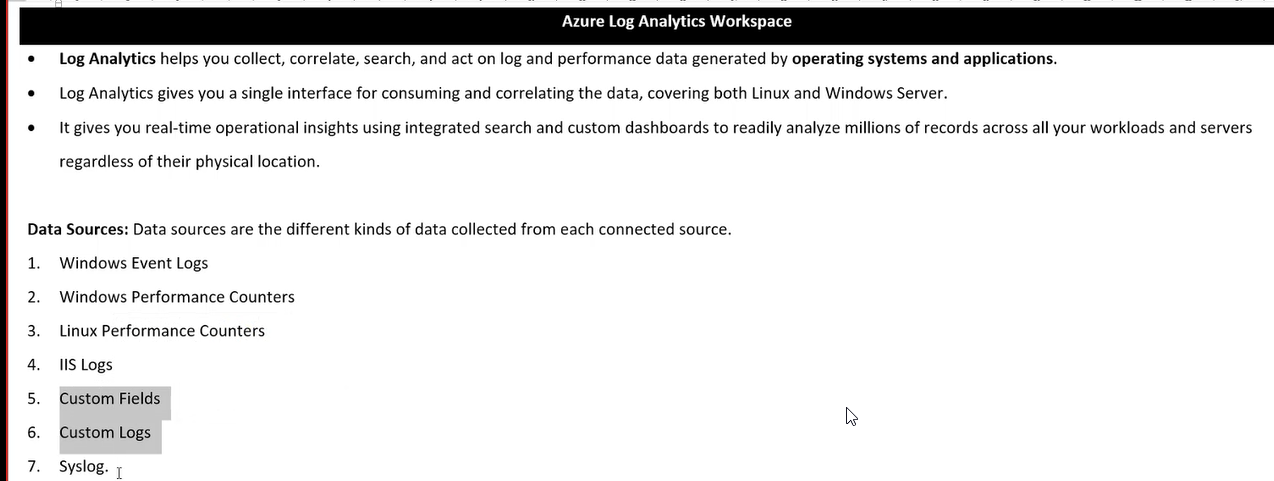 Azure Log Analytics Workspace
• Log Analytics helps you collect, correlate, search, and act on log and performance data generated by operating systems and applications.
• Log Analytics gives you a single interface for consuming and correlating the data, covering both Linux and Windows Server.
• It gives you real-time operational insights using integrated search and custom dashboards to readily analyze millions of records across all your workloads and servers
regardless of their physical location.
Data Sources: Data sources are the different kinds of data collected from each connected source.
1. Windows Event Logs
2. Windows Performance Counters
3. Linux Performance Counters
4. IIS Logs
5. Custom Fields
6. Custom Logs
7. Syslog.